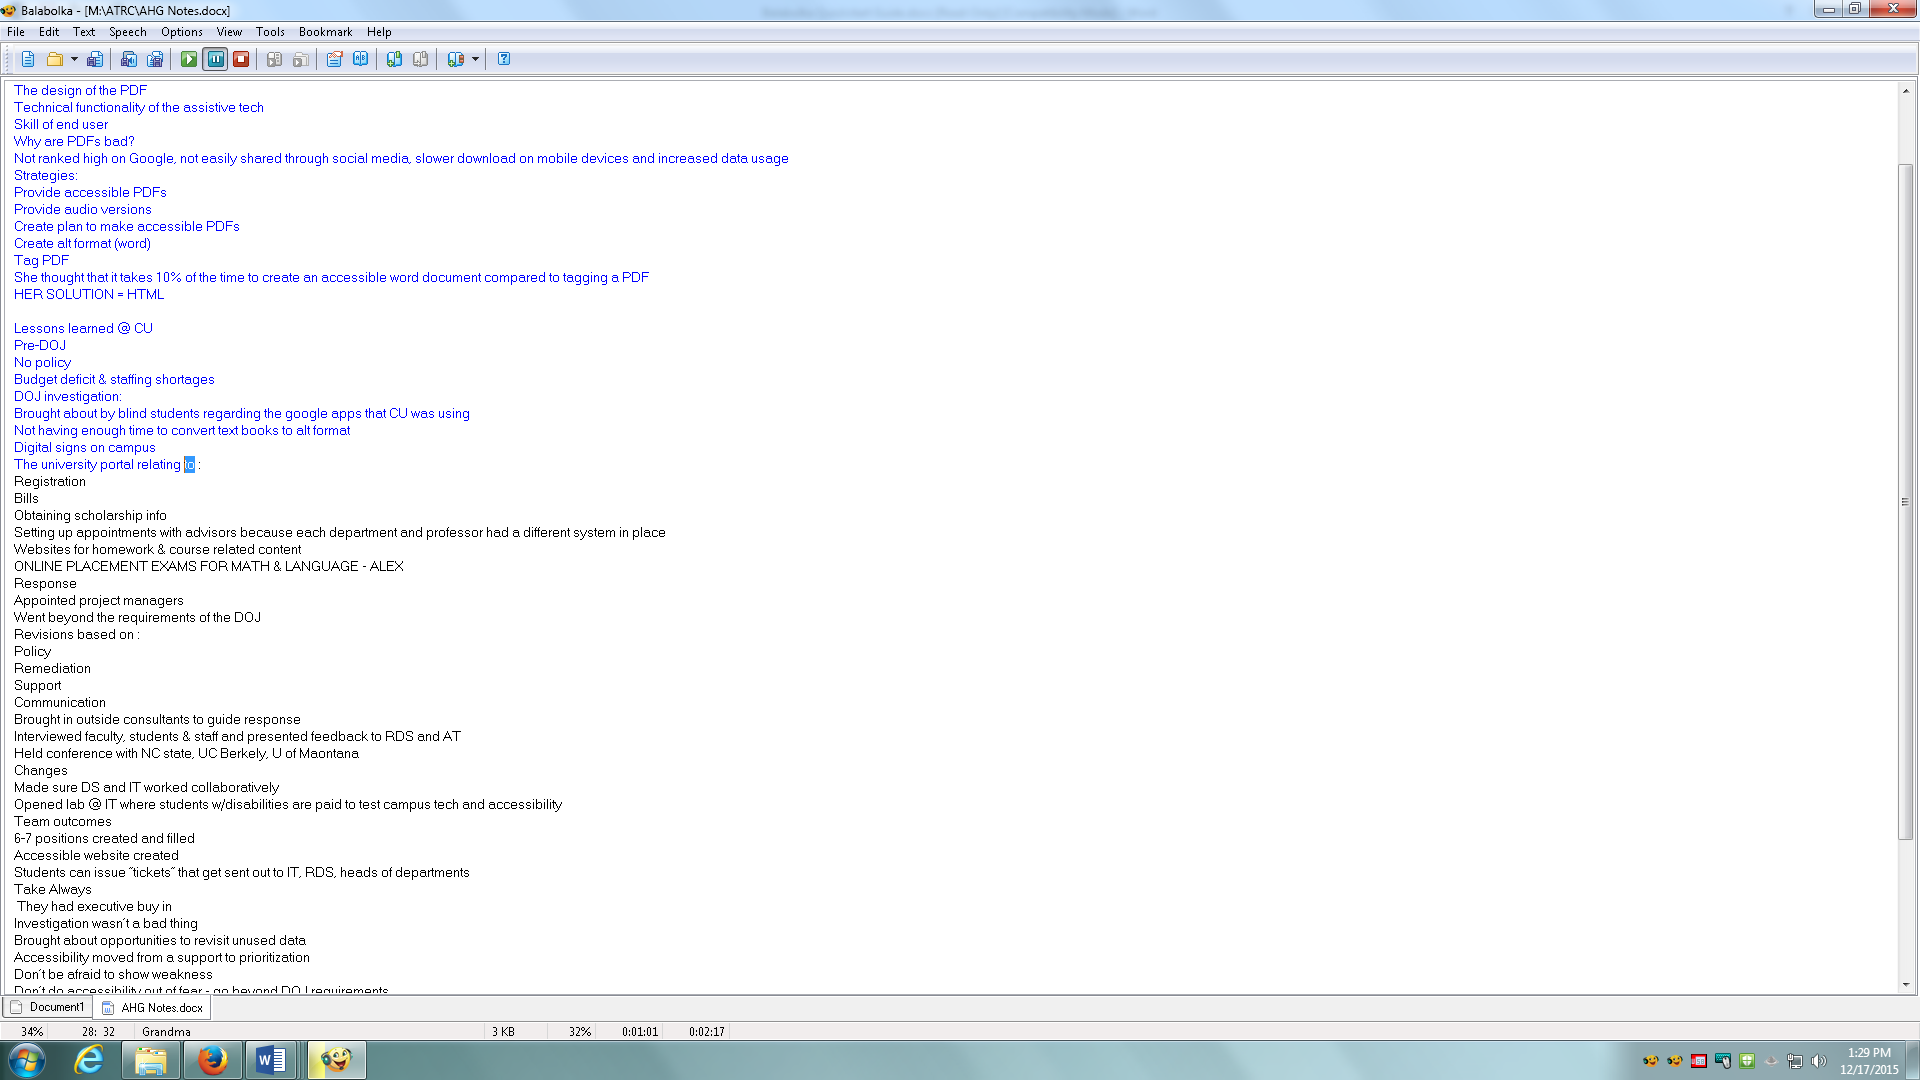 Balabolka - [M:\ATRC\AHG Notes.docx]
File Edit Text Speech Options View Tools Bookmark Help
The design of the PDF
Technical functionality of the assistive tech
Skill of end user
Why are PDFs bad?
Not ranked high on Google, not easily shared through social media, slower download on mobile devices and increased data usage
Strategies:
Provide accessible PDFs
Provide audio versions
Create plan to make accessible PDFs
Create alt format (word)
Tag PDF
She thought that it takes 10% of the time to create an accessible word document compared to tagging a PDF
HER SOLUTION = HTML
Lessons learned @ CU
Pre-DOJ
No policy
Budget deficit & staffing shortages
DOJ investigation:
Brought about by blind students regarding the google apps that CU was using
Not having enough time to convert text books to alt format
Digital signs on campus
The university portal relating to :
Registration
Bills
Obtaining scholarship info
Setting up appointments with advisors because each department and professor had a different system in place
Websites for homework & course related content
ONLINE PLACEMENT EXAMS FOR MATH & LANGUAGE - ALEX
Response
Appointed project managers
Went beyond the requirements of the DOJ
Revisions based on :
Policy
Remediation
Support
Communication
Brought in outside consultants to guide response
Interviewed faculty, students & staff and presented feedback to RDS and AT
Held conference with NC state, UC Berkely, U of Maontana
Changes
Made sure DS and IT worked collaboratively
Opened lab @ IT where students w/disabilities are paid to test campus tech and accessibility
Team outcomes
6-7 positions created and filled
Accessible website created
Students can issue "tickets" that get sent out to IT, RDS, heads of departments
Take Always
They had executive buy in
Investigation wasn't a bad thing
Brought about opportunities to revisit unused data
Accessibility moved from a support to prioritization
Don't be afraid to show weakness
Don't do accessibility out of fear - go beyond DOJ requirements
Document1 AHG Notes.docx
34% 28: 32 Grandma 3 KB 32% 0:01:01 0:02:17
1:29 PM
12/17/2015